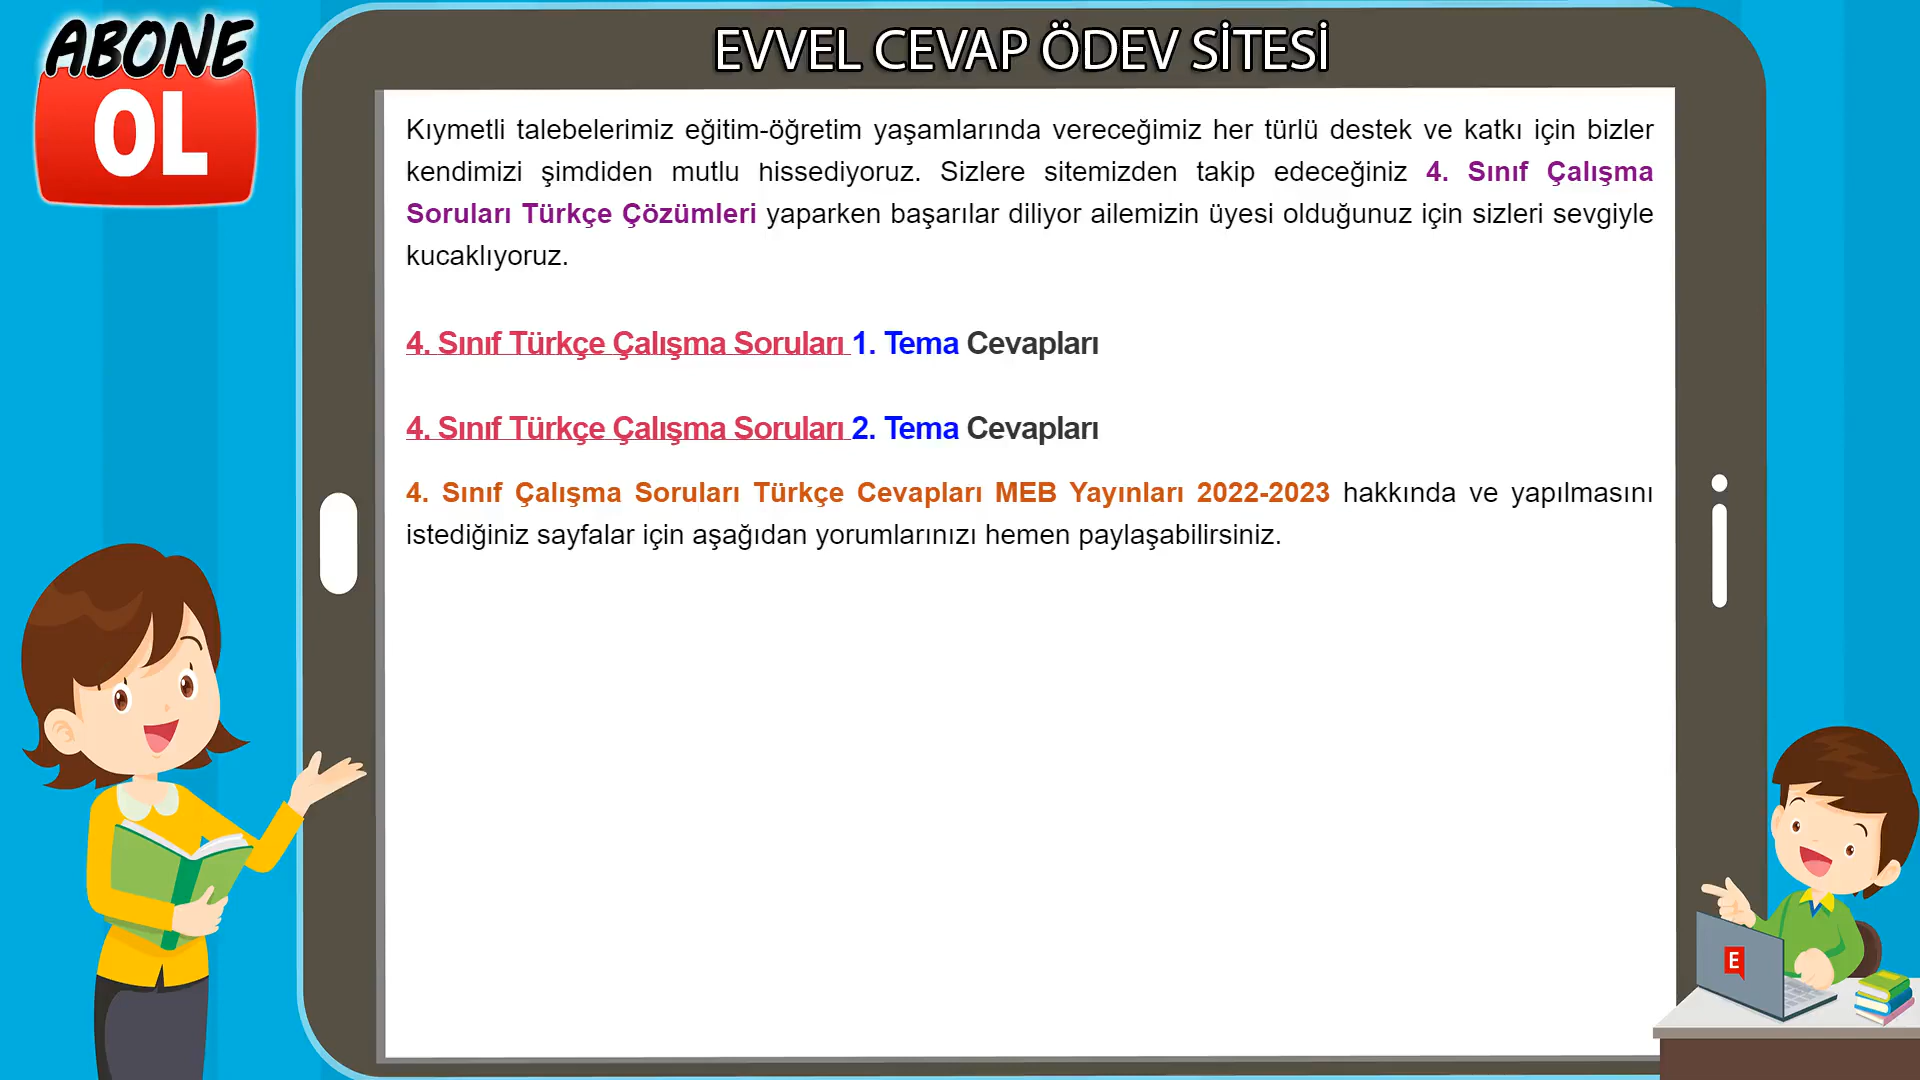 ABONE
OL
EVVEL CEVAP ÖDEV SİTESİ
Kıymetli talebelerimiz eğitim-öğretim yaşamlarında vereceğimiz her türlü destek ve katkı için bizler
kendimizi şimdiden mutlu hissediyoruz. Sizlere sitemizden takip edeceğiniz 4. Sınıf Çalışma
Soruları Türkçe Çözümleri yaparken başarılar diliyor ailemizin üyesi olduğunuz için sizleri sevgiyle
kucaklıyoruz.
4. Sınıf Türkçe Çalışma Soruları 1. Tema Cevapları
4. Sınıf Türkçe Çalışma Soruları 2. Tema Cevapları
4. Sınıf Çalışma Soruları Türkçe Cevapları MEB Yayınları 2022-2023 hakkında ve yapılmasını
istediğiniz sayfalar için aşağıdan yorumlarınızı hemen paylaşabilirsiniz.
E